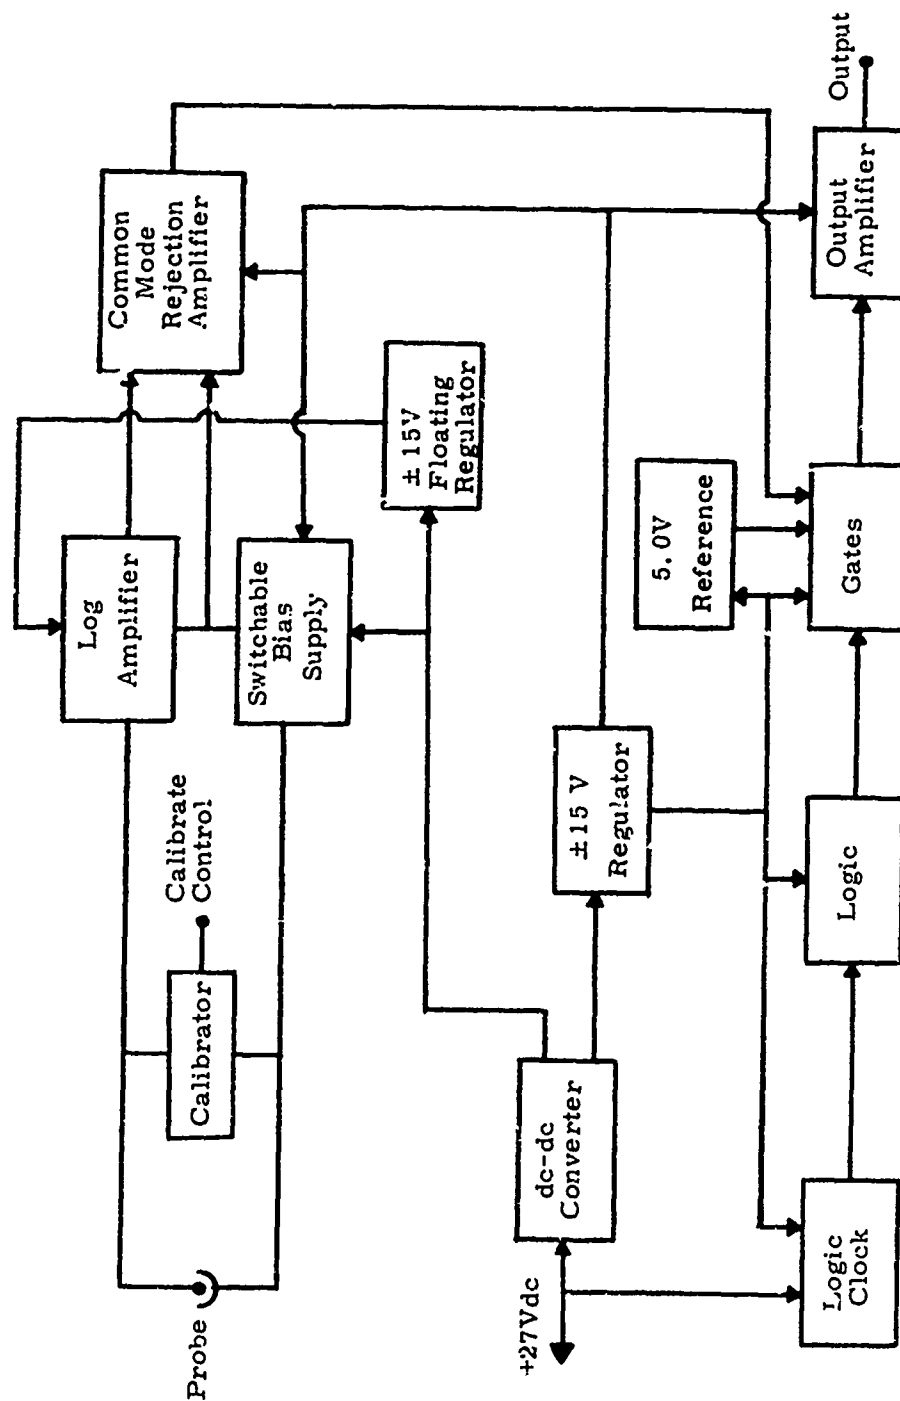 Probe
Calibrator
Calibrate
Control
Log
Amplifier
Switchable
Bias
Supply
Common
Mode
Rejection
Amplifier
± 15V
Floating
Regulator
+27Vdc
dc-dc
Converter
±15 V
Regulator
5.0V
Reference
Logic
Clock
Logic
Gates
Output
Amplifier
Output